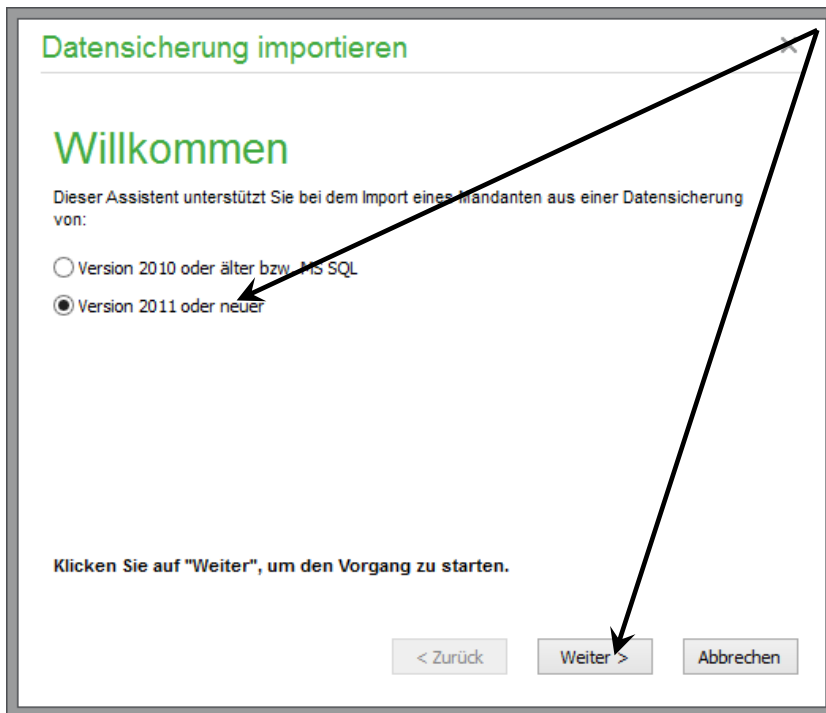 Datensicherung importieren
Willkommen
Dieser Assistent unterstützt Sie bei dem Import eines Mandanten aus einer Datensicherung
von:
Version 2010 oder älter bzw. MS SQL
Version 2011 oder neuer
Klicken Sie auf "Weiter", um den Vorgang zu starten.
< Zurück Weiter > Abbrechen